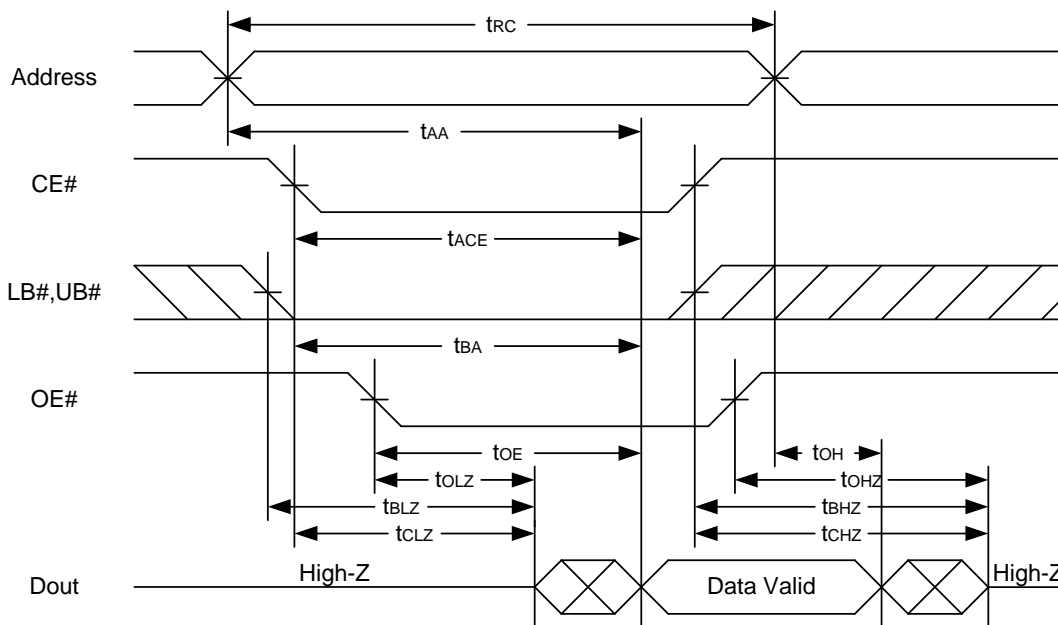 tRC
Address
tAA
CE#
tACE
LB#,UB#
tBA
OE#
tOE
tOH
tOLZ
tOHZ
tBLZ
tBHZ
tCLZ
tCHZ
High-Z
Dout
Data Valid
High-Z